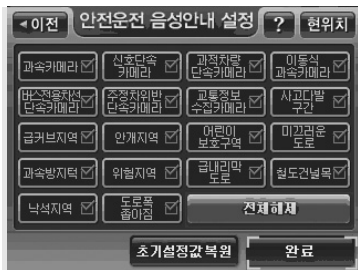 이전
안전운전 음성안내 설정
?
현위치
과속카메라
신호단속
카메라
과적차량
단속카메라
이동식
과속카메라
버스전용차선
단속카메라
주정차위반
단속카메라
교통정보
수집카메라
사고다발
구간
급커브지역
안개지역
어린이
보호구역
미끄러운
도로
과속방지턱
위험지역
급내리막
도로
철도건널목
낙석지역
도로폭
좁아짐
전체해제
초기설정값복원
완료